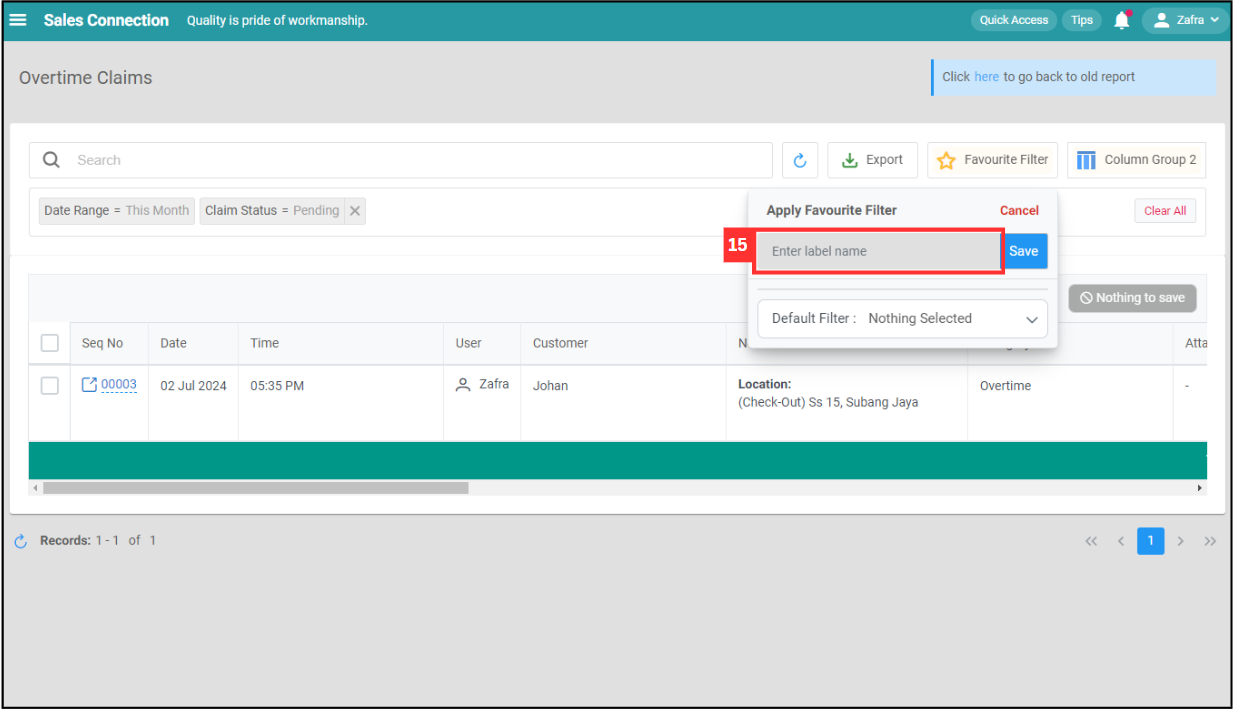 Sales Connection Quality is pride of workmanship. Quick Access Tips Zafra
Overtime Claims
Click here to go back to old report
Search
Export
Favourite Filter
Column Group 2
Date Range = This Month
Claim Status = Pending
Clear All
Apply Favourite Filter Cancel
15
Enter label name
Save
Default Filter : Nothing Selected
Nothing to save
Seq No Date Time User Customer
00003 02 Jul 2024 05:35 PM Zafra Johan
Location:
(Check-Out) Ss 15, Subang Jaya
Overtime
-
Records: 1 - 1 of 1
<< < 1 > >>